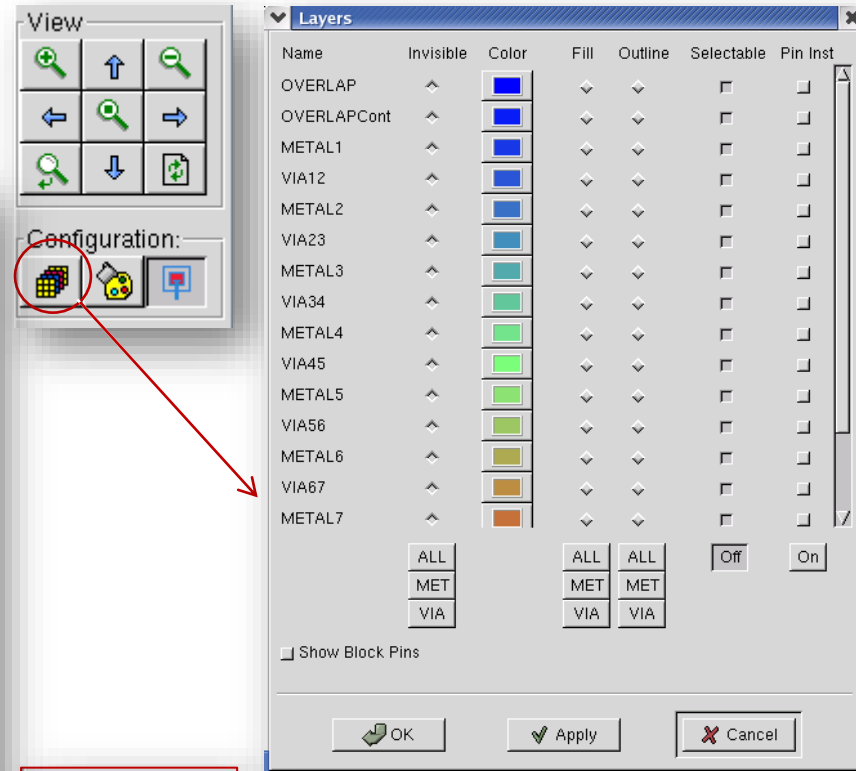 View
Configuration:
Layers
Name Invisible Color Fill Outline Selectable Pin Inst
OVERLAP
OVERLAPCont
METAL1
VIA12
METAL2
VIA23
METAL3
VIA34
METAL4
VIA45
METAL5
VIA56
METAL6
VIA67
METAL7
ALL ALL ALL Off On
MET MET MET
VIA VIA VIA
Show Block Pins
OK Apply Cancel